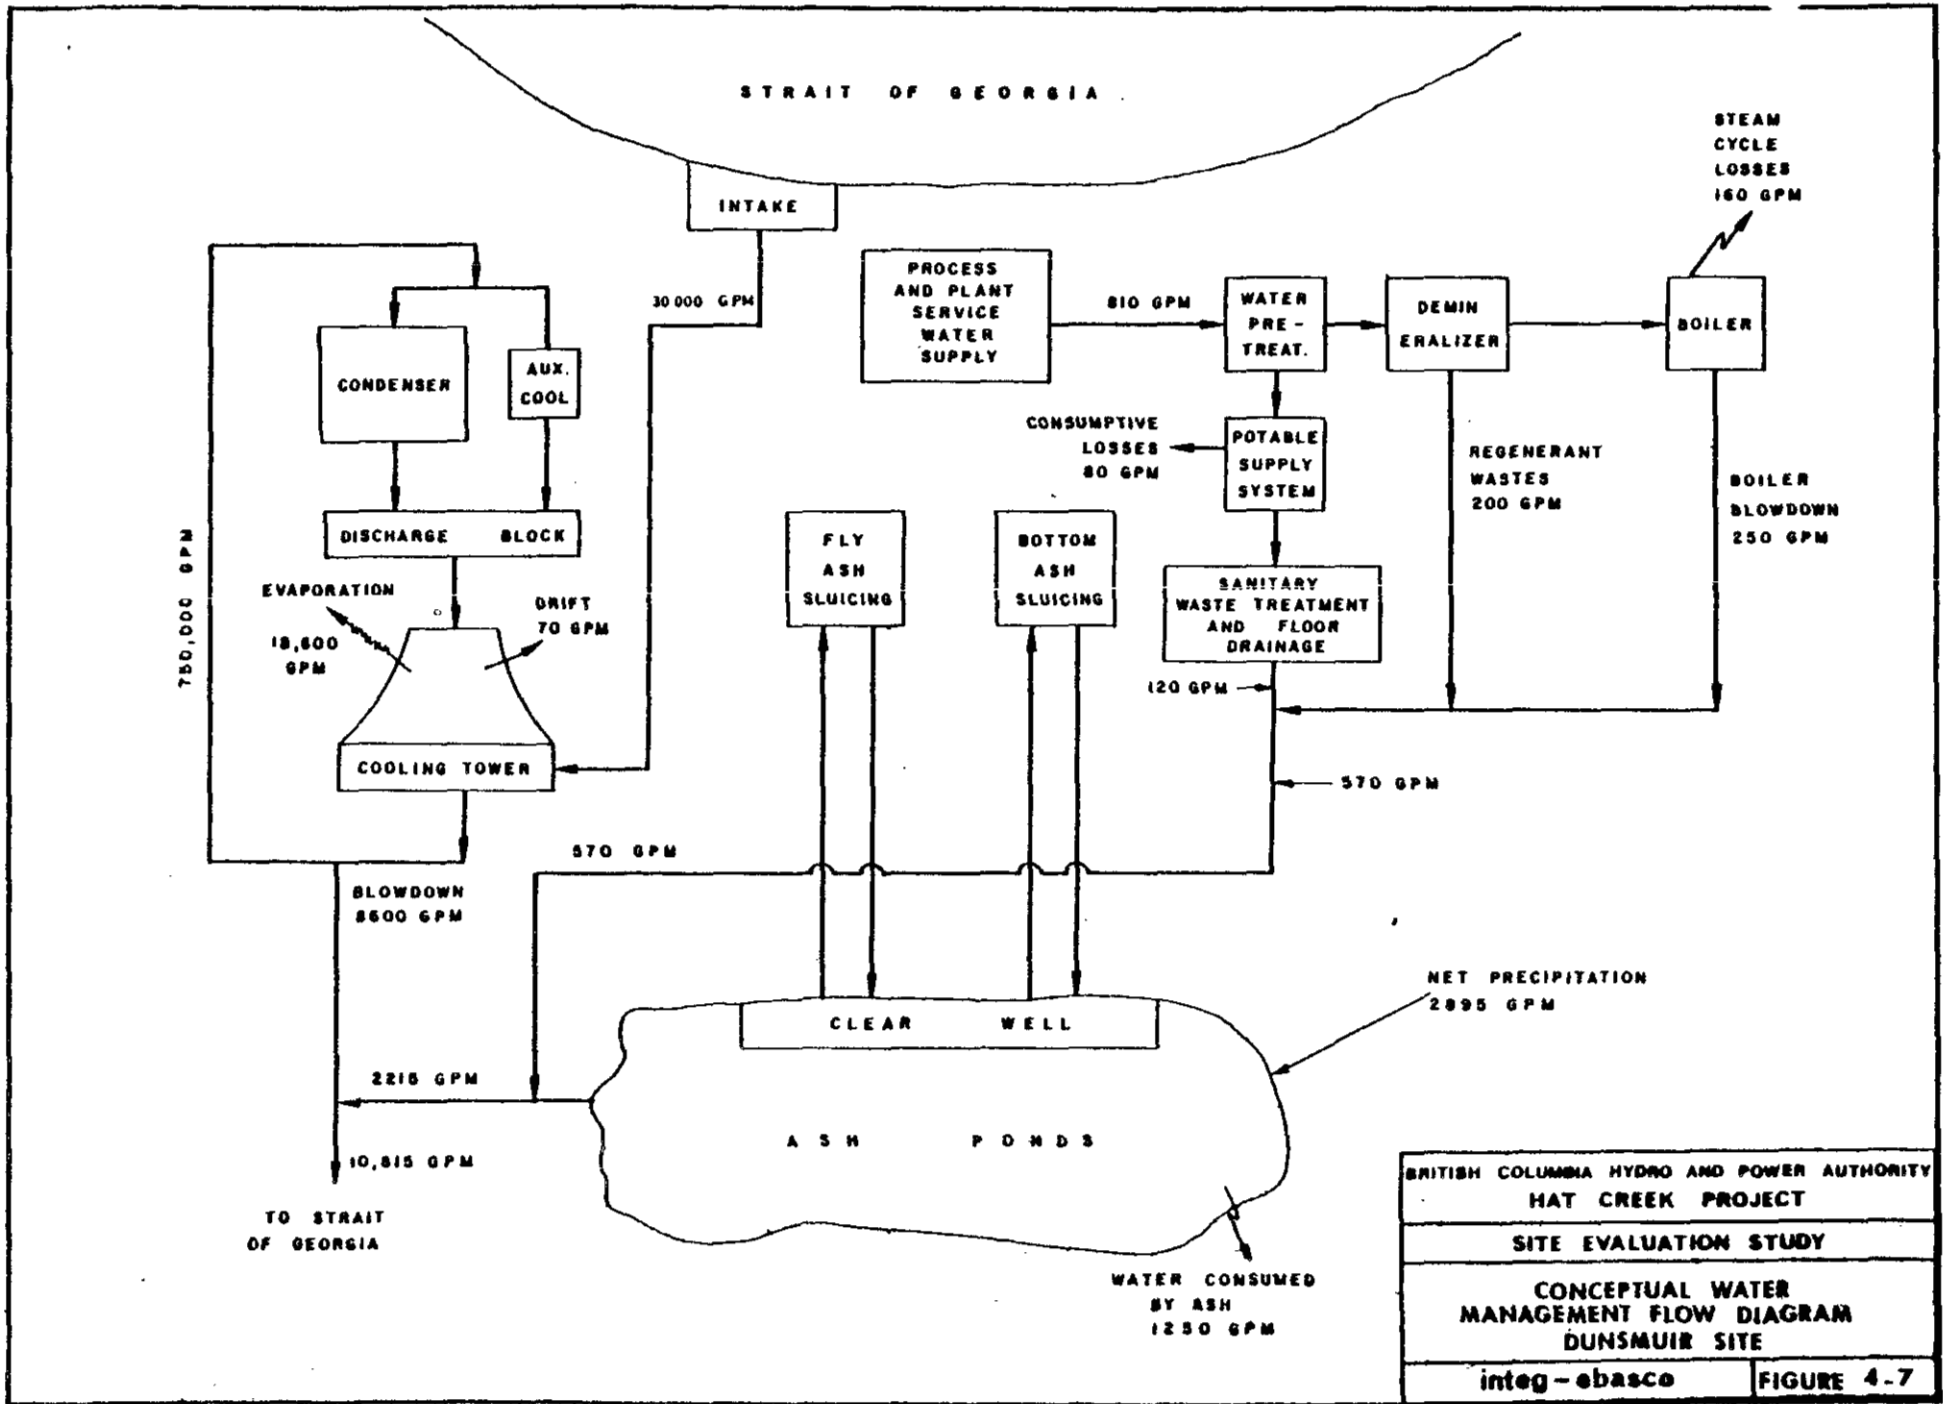 STRAIT OF GEORGIA
INTAKE
30000 GPM
STEAM
CYCLE
LOSSES
160 GPM
PROCESS
AND PLANT
SERVICE
WATER
SUPPLY
810 GPM
WATER
PRE-
TREAT.
DEMIN
ERALIZER
BOILER
CONDENSER
AUX.
COOL
CONSUMPTIVE
LOSSES
80 GPM
POTABLE
SUPPLY
SYSTEM
REGENERANT
WASTES
200 GPM
BOILER
BLOWDOWN
250 GPM
750,000 GPM
DISCHARGE BLOCK
FLY
ASH
SLUICING
BOTTOM
ASH
SLUICING
SANITARY
WASTE TREATMENT
AND FLOOR
DRAINAGE
EVAPORATION
18,600
GPM
DRIFT
70 GPM
120 GPM
COOLING TOWER
570 GPM
570 GPM
BLOWDOWN
8600 GPM
NET PRECIPITATION
2895 GPM
CLEAR WELL
2215 GPM
ASH PONDS
10,815 GPM
TO STRAIT
OF GEORGIA
WATER CONSUMED
BY ASH
1250 GPM
BRITISH COLUMBIA HYDRO AND POWER AUTHORITY
HAT CREEK PROJECT
SITE EVALUATION STUDY
CONCEPTUAL WATER
MANAGEMENT FLOW DIAGRAM
DUNSMUIR SITE
integ-ebasco
FIGURE 4-7